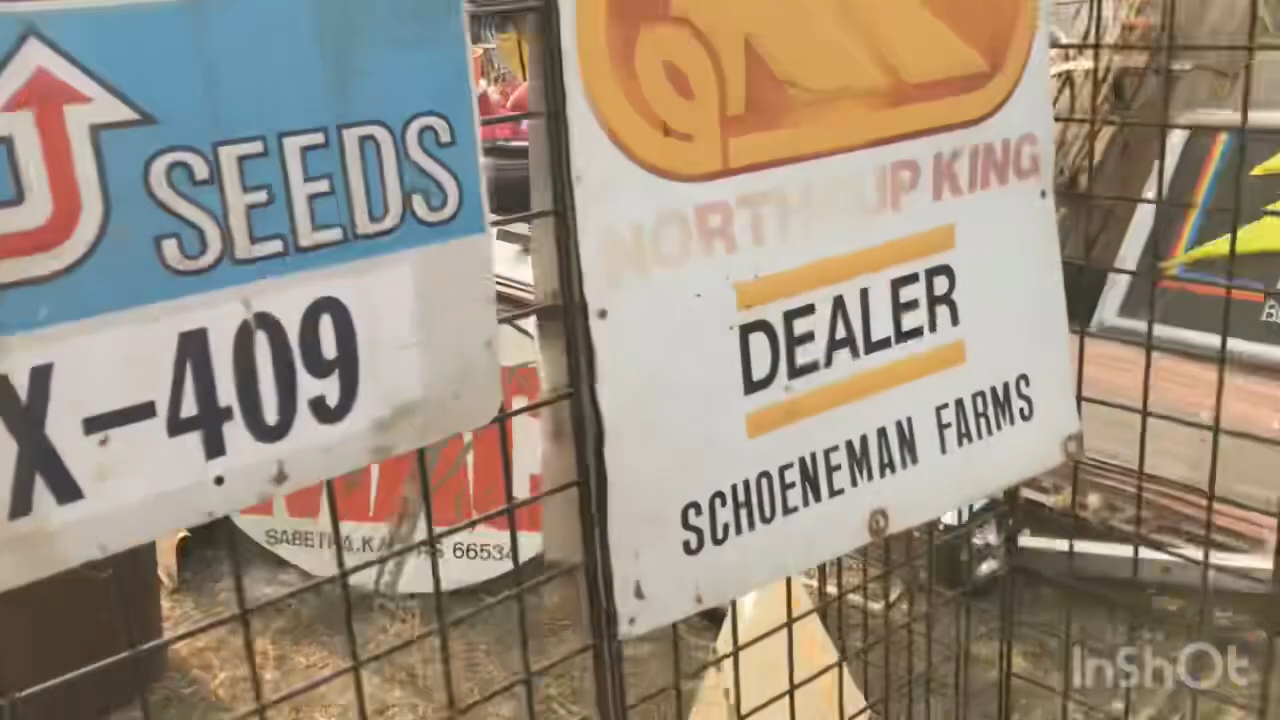 SEEDS
X-409
NORTHRUP KING
DEALER
SCHOENEMAN FARMS
SABETHA, KANSAS 66534
InShOt